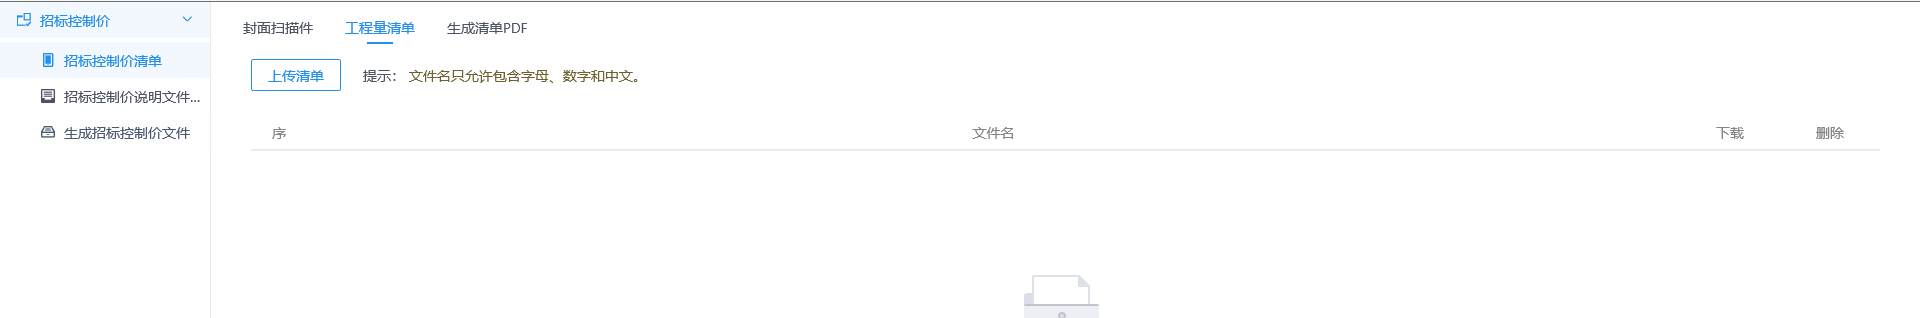 招标控制价
招标控制价清单
招标控制价说明文件...
生成招标控制价文件
封面扫描件 工程量清单 生成清单PDF
上传清单 提示： 文件名只允许包含字母、数字和中文。
序 文件名 下载 删除